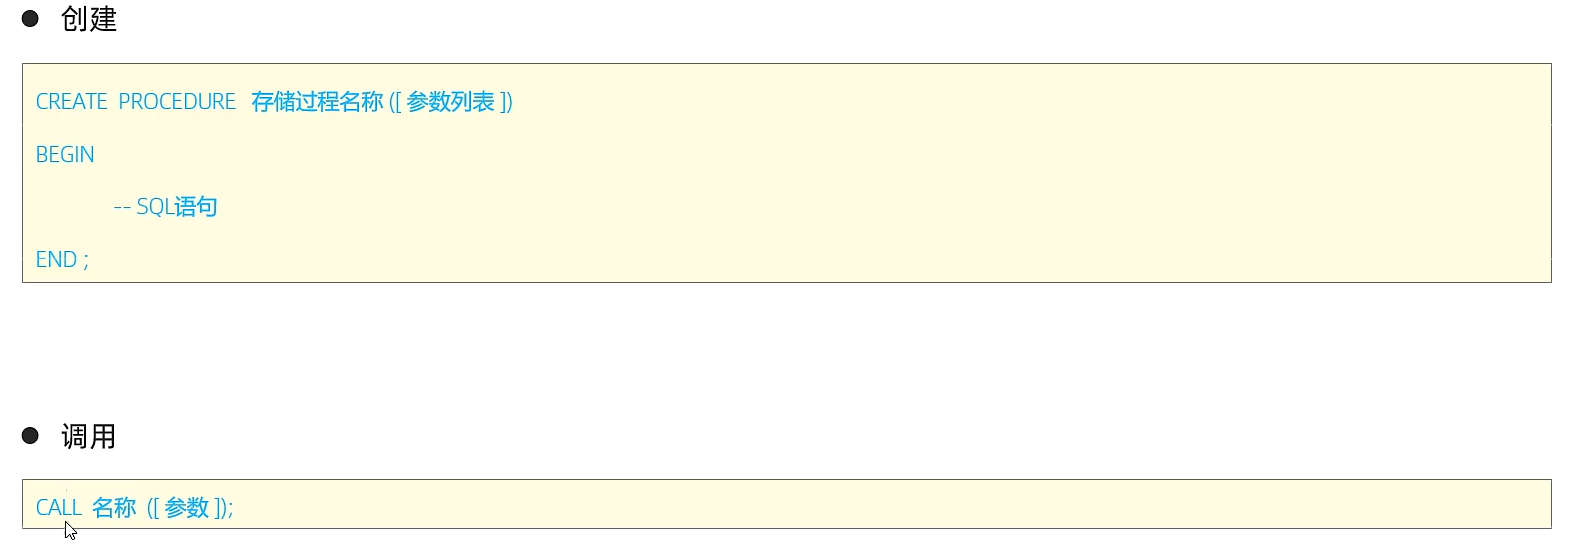 创建
CREATE PROCEDURE 存储过程名称 ([ 参数列表 ])
BEGIN
-- SQL语句
END ;
调用
CALL 名称 ([ 参数 ]);